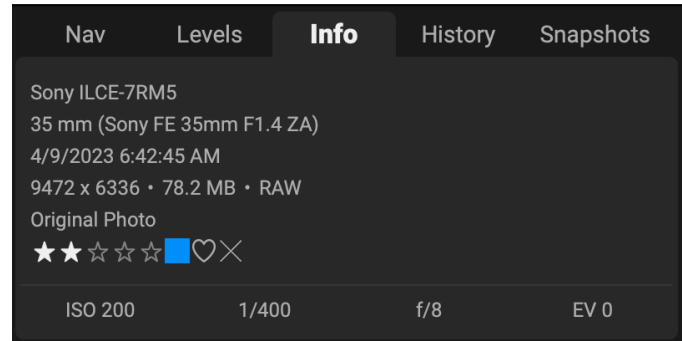 Nav Levels Info History Snapshots
Sony ILCE-7RM5
35 mm (Sony FE 35mm F1.4 ZA)
4/9/2023 6:42:45 AM
9472 x 6336 • 78.2 MB • RAW
Original Photo
ISO 200 1/400 f/8 EV 0